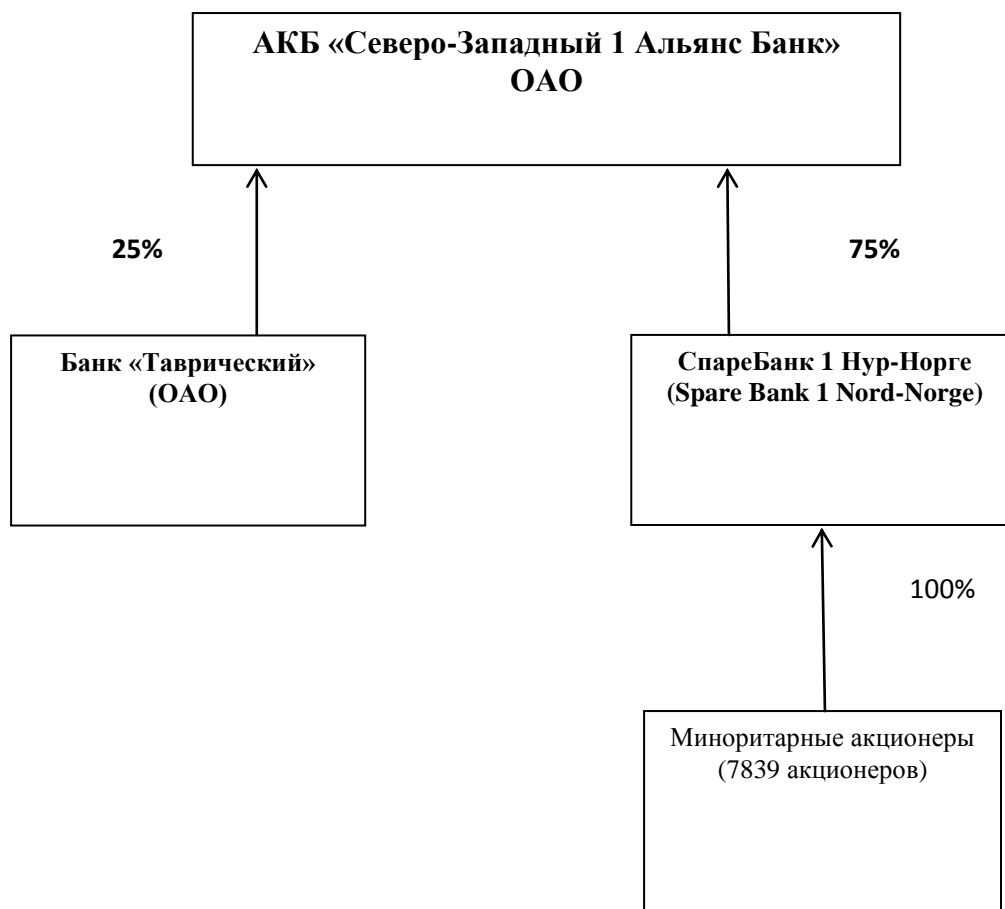 АКБ «Северо-Западный 1 Альянс Банк»
ОАО
25%
75%
Банк «Таврический»
(ОАО)
СпареБанк 1 Нур-Норге
(Spare Bank 1 Nord-Norge)
100%
Миноритарные акционеры
(7839 акционеров)